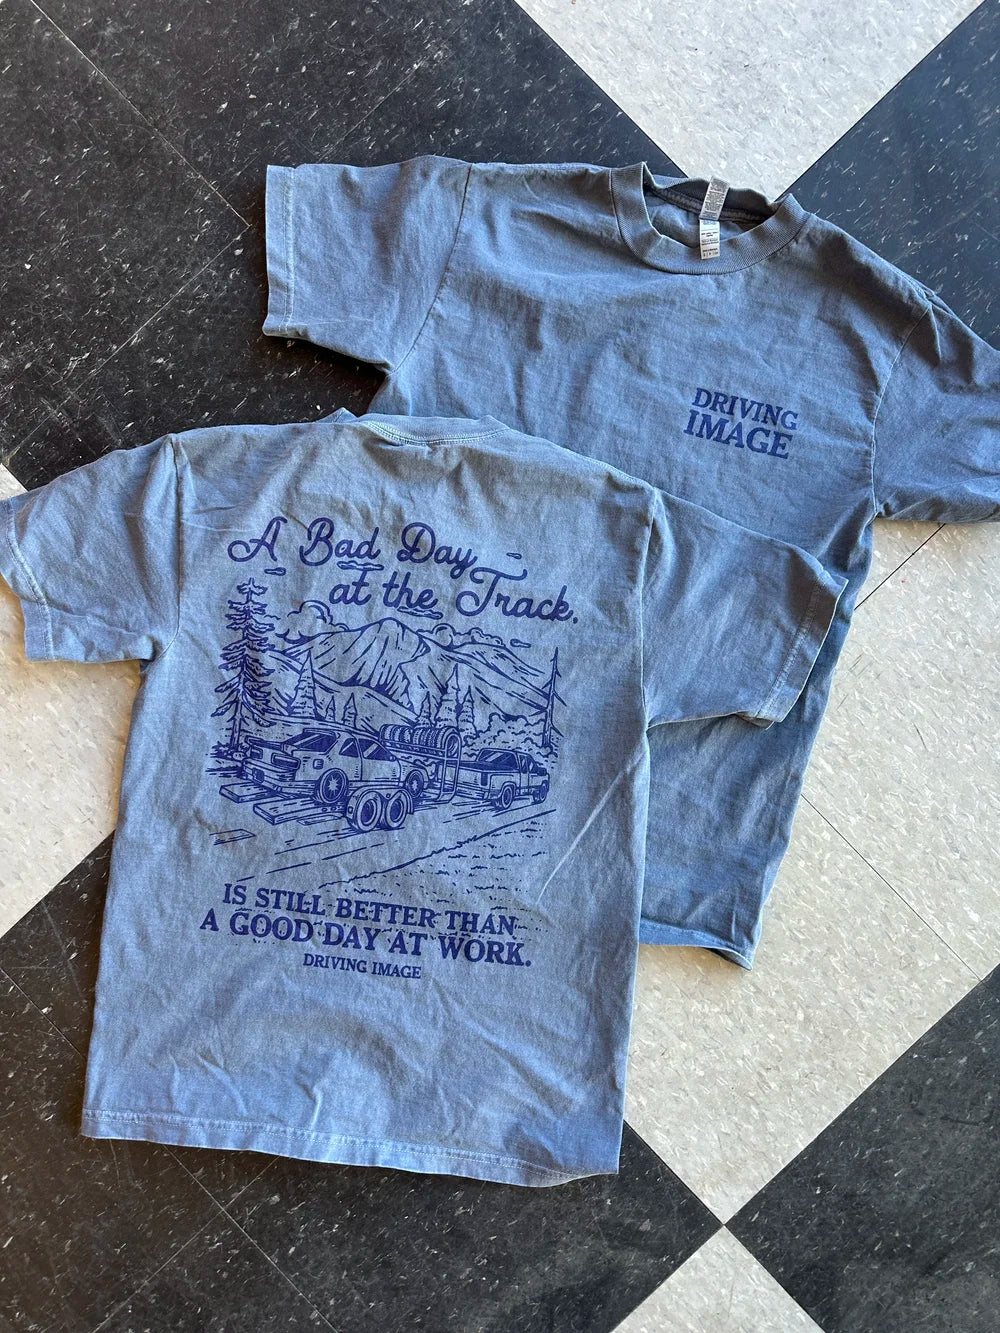 DRIVING
IMAGE
A Bad Day
at the Track.
IS STILL BETTER THAN
A GOOD DAY AT WORK.
DRIVING IMAGE